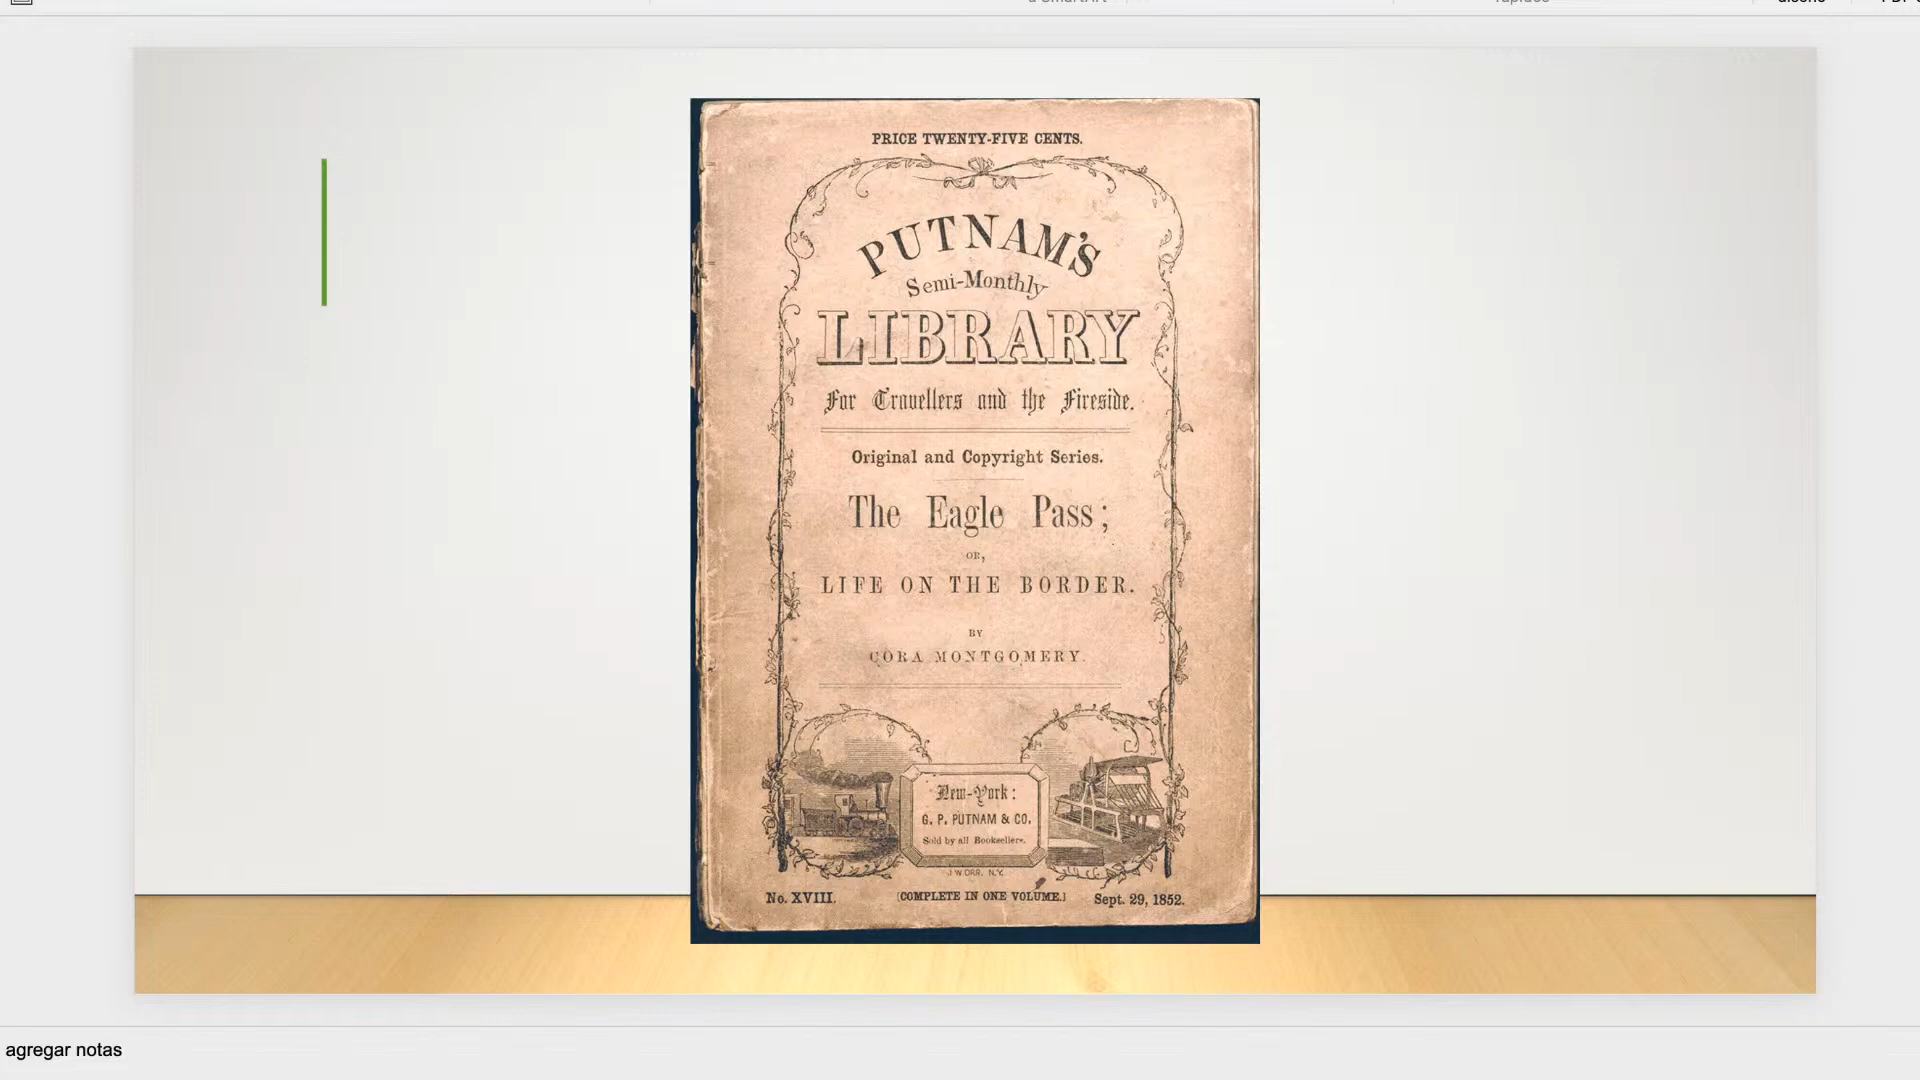 PRICE TWENTY-FIVE CENTS.
PUTNAM'S
Semi-Monthly
LIBRARY
For Travellers and the Fireside.
Original and Copyright Series.
The Eagle Pass;
OR,
LIFE ON THE BORDER.
BY
CORA MONTGOMERY.
New-York:
G. P. PUTNAM & CO.
Sold by all Booksellers.
J. W. ORR. N.Y.
No. XVIII.
[COMPLETE IN ONE VOLUME.]
Sept. 29, 1852.
agregar notas